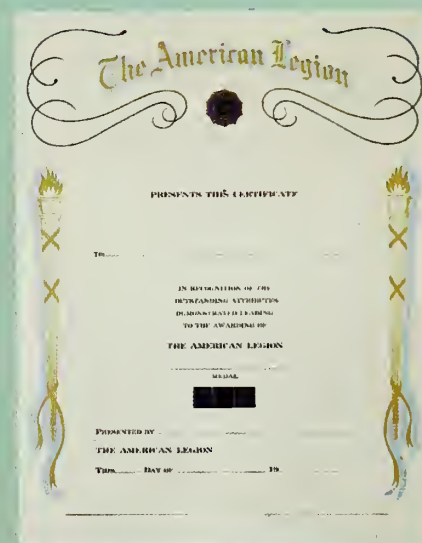 The American Legion
PRESENTS THIS CERTIFICATE
To
IN RECOGNITION OF THE
OUTSTANDING ATTRIBUTES
DEMONSTRATED LEADING
TO THE AWARDING OF
THE AMERICAN LEGION
MEDAL
PRESENTED BY
THE AMERICAN LEGION
THIS DAY OF 19